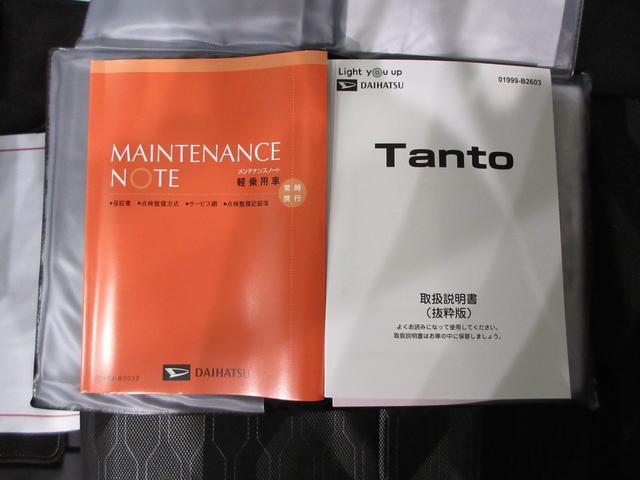 MAINTENANCE
NOTE
メンテナンスノート
軽乗用車
常時
携行
●保証書 ●点検整備方式 ●サービス網 ●点検整備記録簿
DAIHATSU
Light you up
DAIHATSU
01999-B2603
Tanto
取扱説明書
(抜粋版)
よくお読みになって使用してください。
取扱説明書はお車の中に保管しましょう。